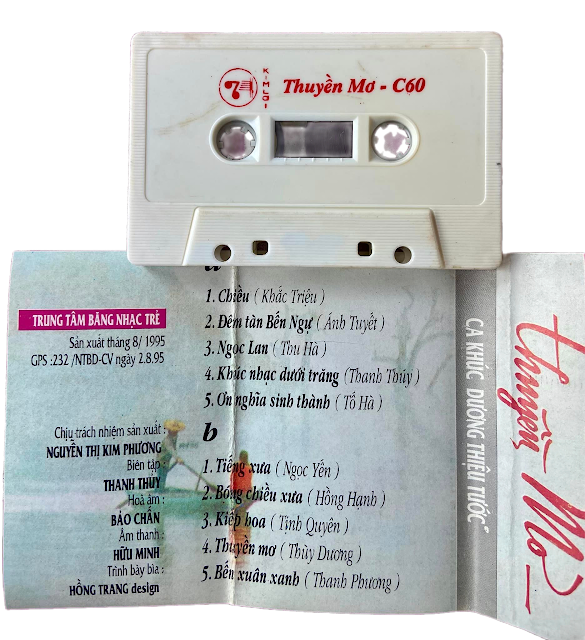 KIM LOI
Thuyền Mơ - C60
TRUNG TÂM BĂNG NHẠC TRẺ
Sản xuất tháng 8/ 1995
GPS :232 /NTBD-CV ngày 2.8.95
Chịu trách nhiệm sản xuất :
NGUYỄN THỊ KIM PHƯƠNG
Biên tập :
THANH THÚY
Hoà âm :
BẢO CHẤN
Âm thanh :
HỮU MINH
Trình bày bìa :
HỒNG TRANG design
a
1. Chiều ( Khắc Triệu )
2. Đêm tàn Bến Ngự ( Ánh Tuyết )
3. Ngọc Lan ( Thu Hà )
4. Khúc nhạc dưới trăng (Thanh Thúy )
5. Ơn nghĩa sinh thành ( Tố Hà )
b
1. Tiếng xưa ( Ngọc Yến )
2. Bóng chiều xưa ( Hồng Hạnh )
3. Kiếp hoa ( Tịnh Quyên )
4. Thuyền mơ ( Thùy Dương )
5. Bến xuân xanh ( Thanh Phương )
CA KHÚC DƯƠNG THIỆU TƯỚC
thuyền Mơ